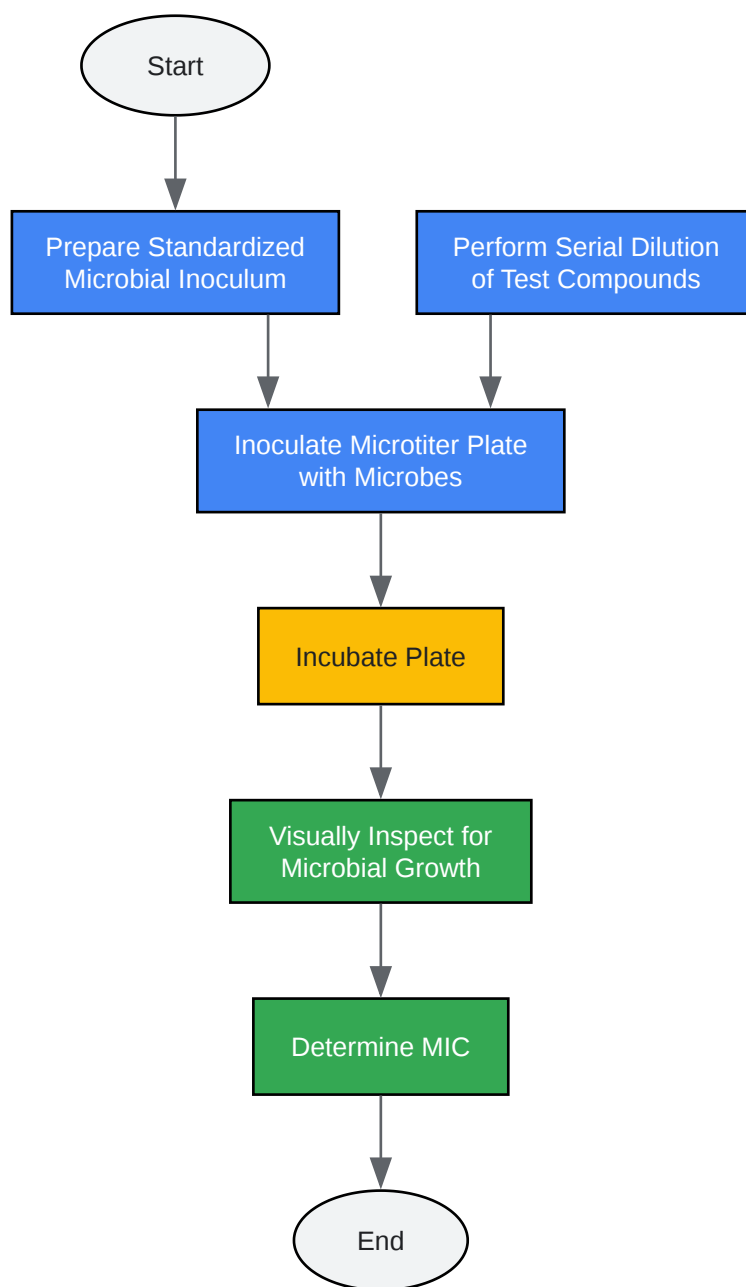 Start
Prepare Standardized
Microbial Inoculum
Perform Serial Dilution
of Test Compounds
Inoculate Microtiter Plate
with Microbes
Incubate Plate
Visually Inspect for
Microbial Growth
Determine MIC
End